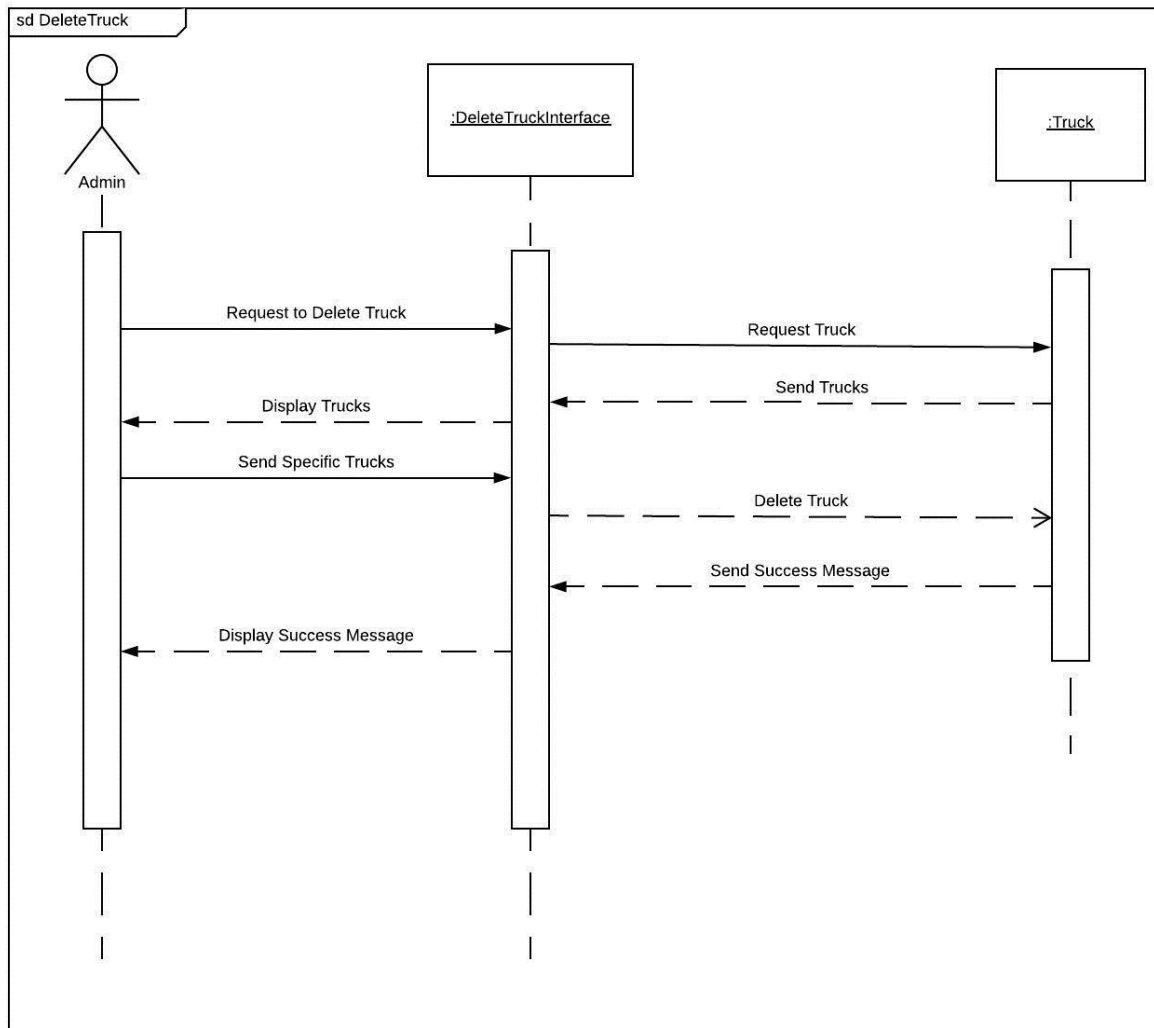 sd DeleteTruck
:DeleteTruckInterface
:Truck
Admin
Request to Delete Truck
Request Truck
Send Trucks
Display Trucks
Send Specific Trucks
Delete Truck
Send Success Message
Display Success Message